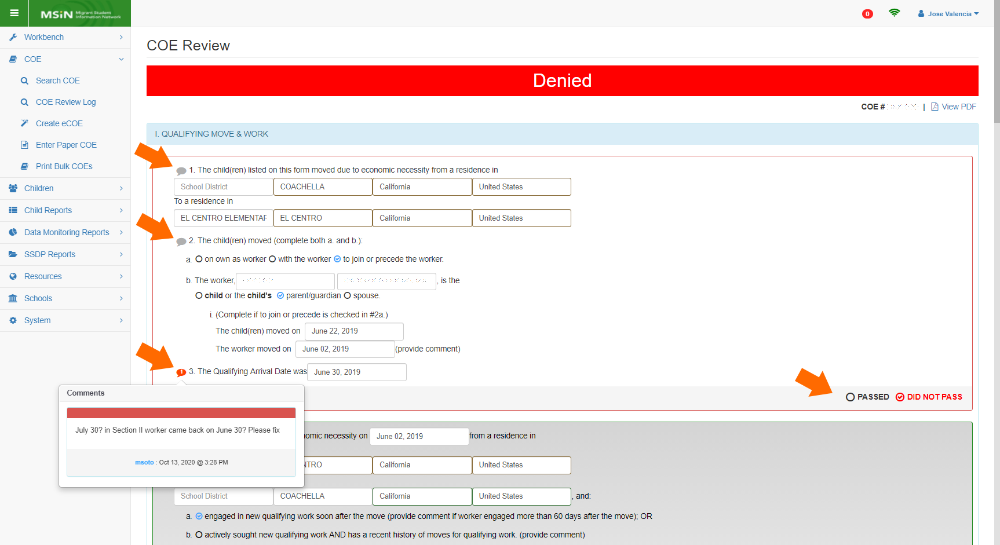 MSiN Migrant Student Information Network
0
Jose Valencia
Workbench
COE
Search COE
COE Review Log
Create eCOE
Enter Paper COE
Print Bulk COEs
Children
Child Reports
Data Monitoring Reports
SSDP Reports
Resources
Schools
System
COE Review
Denied
COE # | View PDF
I. QUALIFYING MOVE & WORK
1. The child(ren) listed on this form moved due to economic necessity from a residence in
School District COACHELLA California United States
To a residence in
EL CENTRO ELEMENTAR EL CENTRO California United States
2. The child(ren) moved (complete both a. and b.):
a. on own as worker with the worker to join or precede the worker.
b. The worker, , is the
child or the child's parent/guardian spouse.
i. (Complete if to join or precede is checked in #2a.)
The child(ren) moved on June 22, 2019
The worker moved on June 02, 2019 (provide comment)
1 3. The Qualifying Arrival Date was June 30, 2019
PASSED DID NOT PASS
Comments
July 30? in Section II worker came back on June 30? Please fix
msoto : Oct 13, 2020 @ 3:28 PM
omic necessity on June 02, 2019 from a residence in
NTRO California United States
School District COACHELLA California United States , and:
a. engaged in new qualifying work soon after the move (provide comment if worker engaged more than 60 days after the move); OR
b. actively sought new qualifying work AND has a recent history of moves for qualifying work. (provide comment)